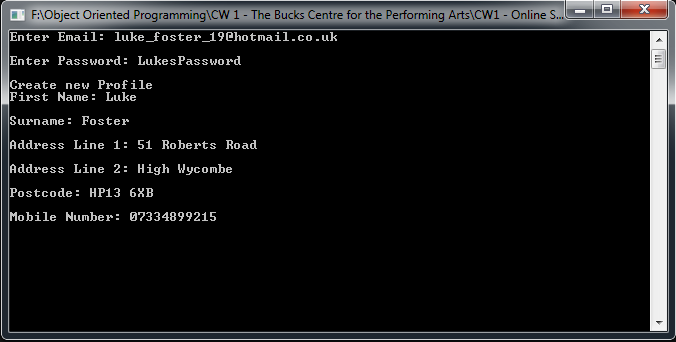 F:\Object Oriented Programming\CW 1 - The Bucks Centre for the Performing Arts\CW1 - Online S...
Enter Email: luke_foster_19@hotmail.co.uk
Enter Password: LukesPassword
Create new Profile
First Name: Luke
Surname: Foster
Address Line 1: 51 Roberts Road
Address Line 2: High Wycombe
Postcode: HP13 6XB
Mobile Number: 07334899215